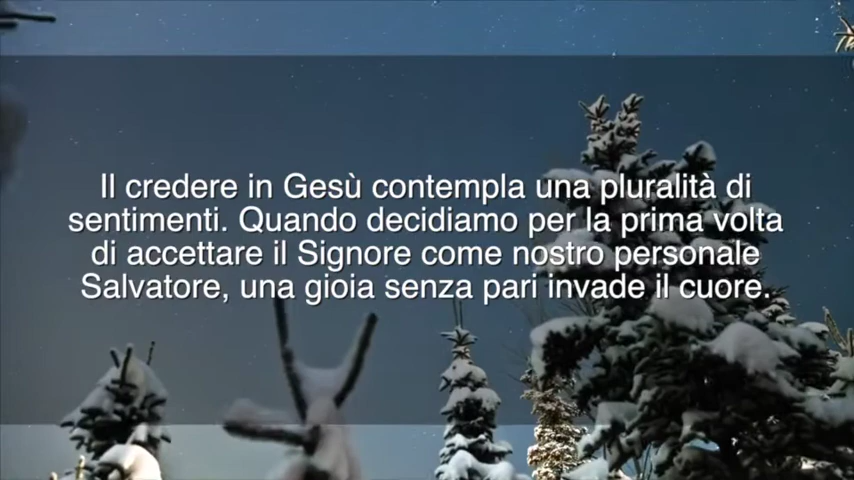 Il credere in Gesù contempla una pluralità di
sentimenti. Quando decidiamo per la prima volta
di accettare il Signore come nostro personale
Salvatore, una gioia senza pari invade il cuore.